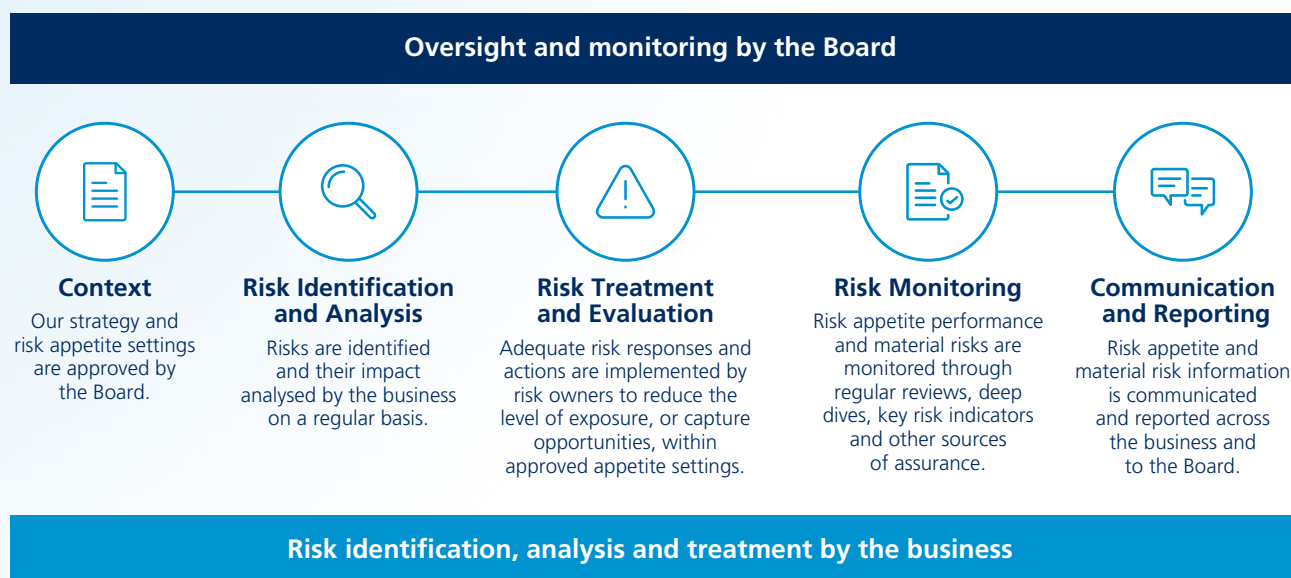 Oversight and monitoring by the Board
Context
Our strategy and
risk appetite settings
are approved by
the Board.
Risk Identification
and Analysis
Risks are identified
and their impact
analysed by the business
on a regular basis.
Risk Treatment
and Evaluation
Adequate risk responses and
actions are implemented by
risk owners to reduce the
level of exposure, or capture
opportunities, within
approved appetite settings.
Risk Monitoring
Risk appetite performance
and material risks are
monitored through
regular reviews, deep
dives, key risk indicators
and other sources
of assurance.
Communication
and Reporting
Risk appetite and
material risk information
is communicated
and reported across
the business and
to the Board.
Risk identification, analysis and treatment by the business